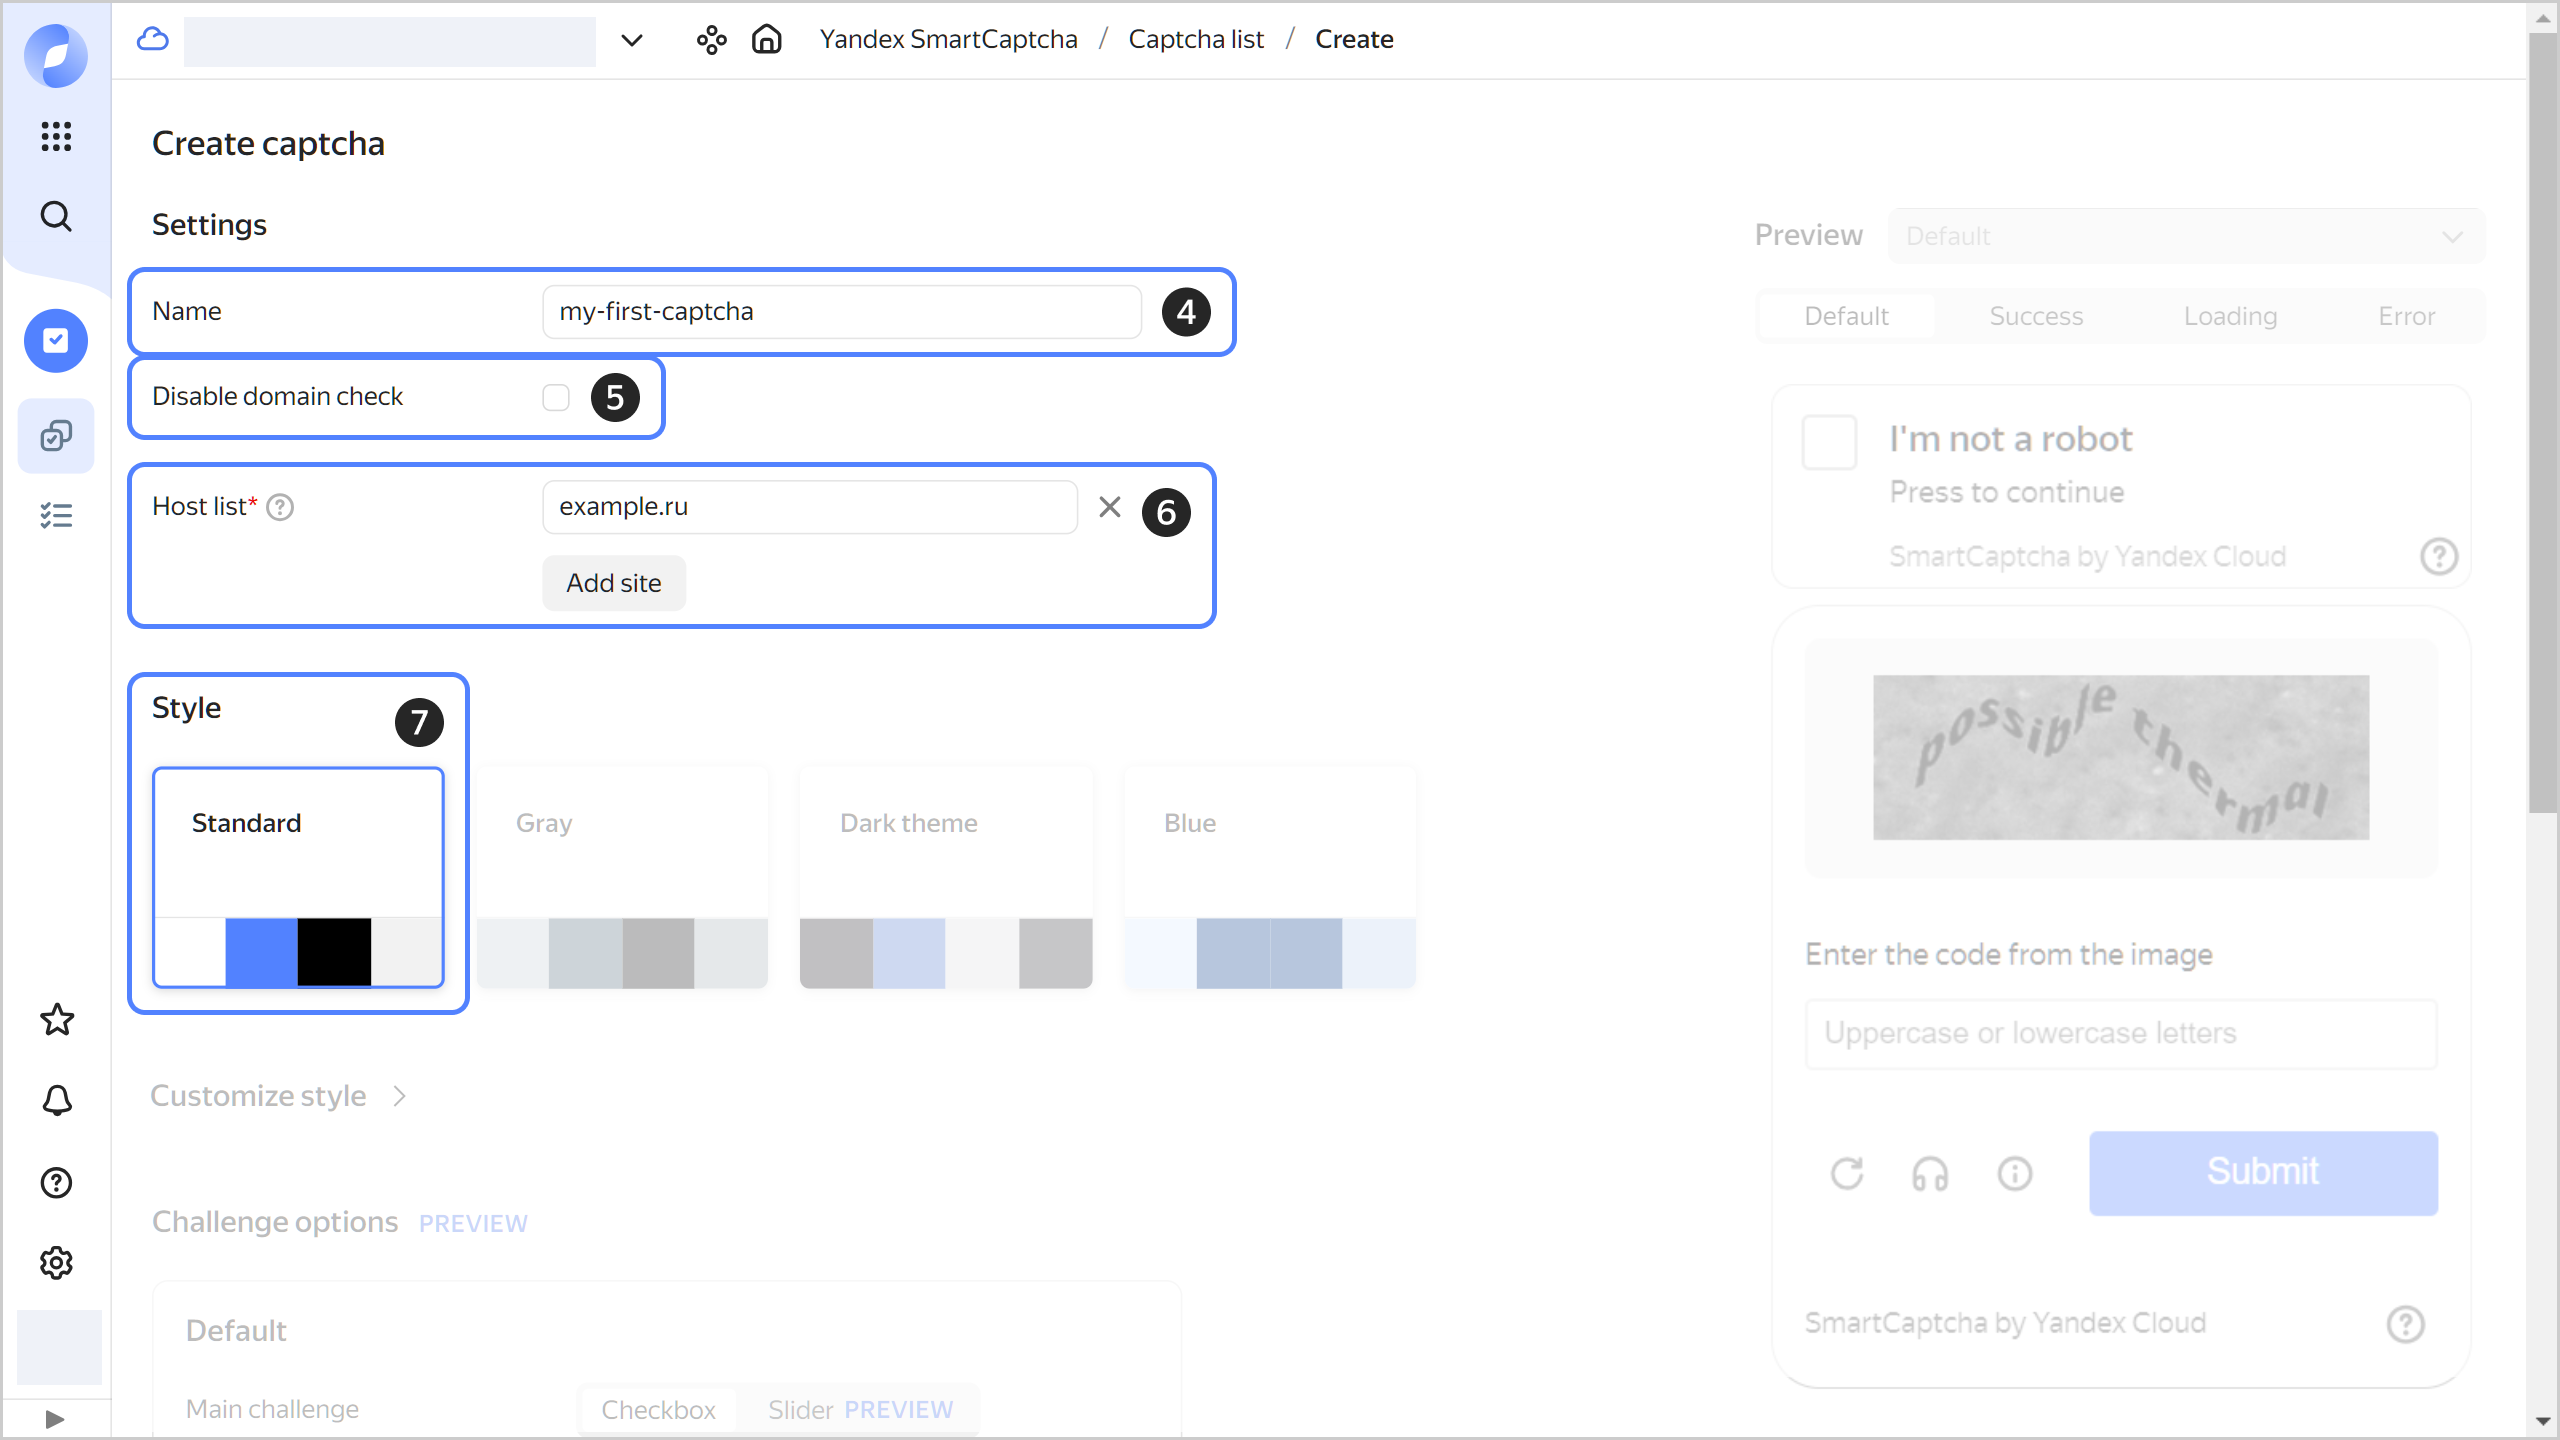 Yandex SmartCaptcha / Captcha list / Create
Create captcha
Settings
Name my-first-captcha 4
Disable domain check 5
Host list* ? example.ru 6
Add site
Style 7
Standard
Gray
Dark theme
Blue
Customize style
Challenge options PREVIEW
Default
Main challenge Checkbox Slider PREVIEW
Preview Default
Default Success Loading Error
I'm not a robot
Press to continue
SmartCaptcha by Yandex Cloud ?
possible thermal
Enter the code from the image
Uppercase or lowercase letters
Submit
SmartCaptcha by Yandex Cloud ?